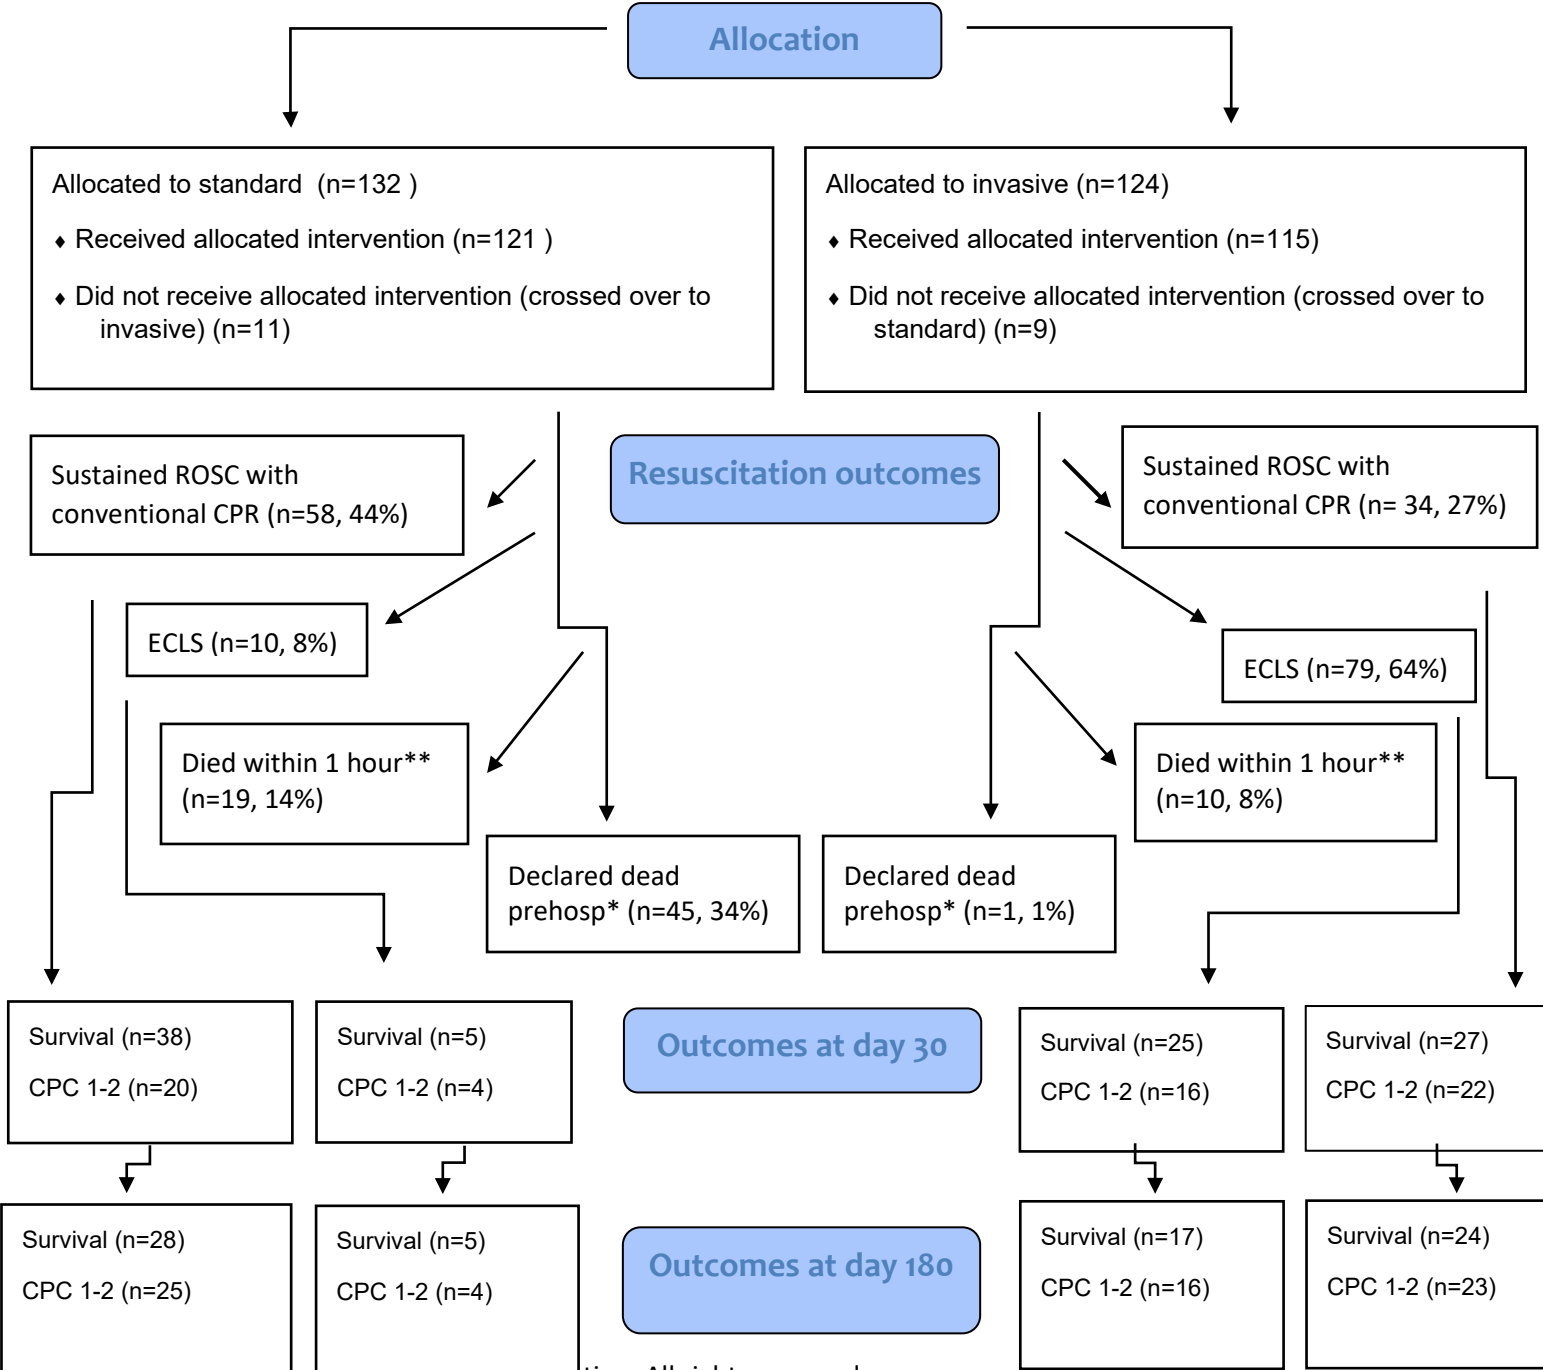 Allocation
Allocated to standard  (n=132 )
♦ Received allocated intervention (n=121 )
♦ Did not receive allocated intervention (crossed over to
invasive) (n=11)
Allocated to invasive (n=124)
♦ Received allocated intervention (n=115)
♦ Did not receive allocated intervention (crossed over to
standard) (n=9)
Resuscitation outcomes
Sustained ROSC with
conventional CPR (n=58, 44%)
Sustained ROSC with
conventional CPR (n= 34, 27%)
ECLS (n=10, 8%)
ECLS (n=79, 64%)
Died within 1 hour**
(n=19, 14%)
Died within 1 hour**
(n=10, 8%)
Declared dead
prehosp* (n=45, 34%)
Declared dead
prehosp* (n=1, 1%)
Survival (n=38)
CPC 1-2 (n=20)
Survival (n=5)
CPC 1-2 (n=4)
Outcomes at day 30
Survival (n=25)
CPC 1-2 (n=16)
Survival (n=27)
CPC 1-2 (n=22)
Survival (n=28)
CPC 1-2 (n=25)
Survival (n=5)
CPC 1-2 (n=4)
Outcomes at day 180
Survival (n=17)
CPC 1-2 (n=16)
Survival (n=24)
CPC 1-2 (n=23)